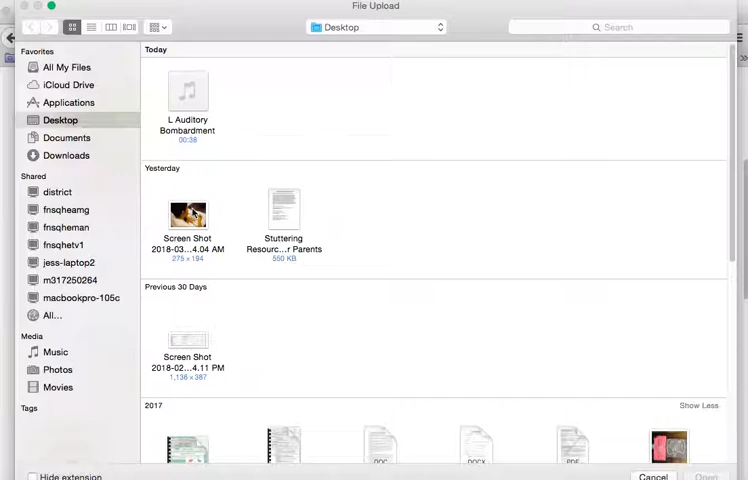 File Upload
Desktop
Search
Favorites
All My Files
iCloud Drive
Applications
Desktop
Documents
Downloads
Shared
district
fnsqheamg
fnsqheman
fnsqhetv1
jess-laptop2
m317250264
macbookpro-105c
All...
Media
Music
Photos
Movies
Tags
Today
L Auditory
Bombardment
00:38
Yesterday
Screen Shot
2018-03...4.04 AM
275 × 194
Stuttering
Resourc...r Parents
550 KB
Previous 30 Days
Screen Shot
2018-02...4.11 PM
1,136 × 387
2017
Show Less
DOC
DOCX
PDF
Hide extension
Cancel
Open